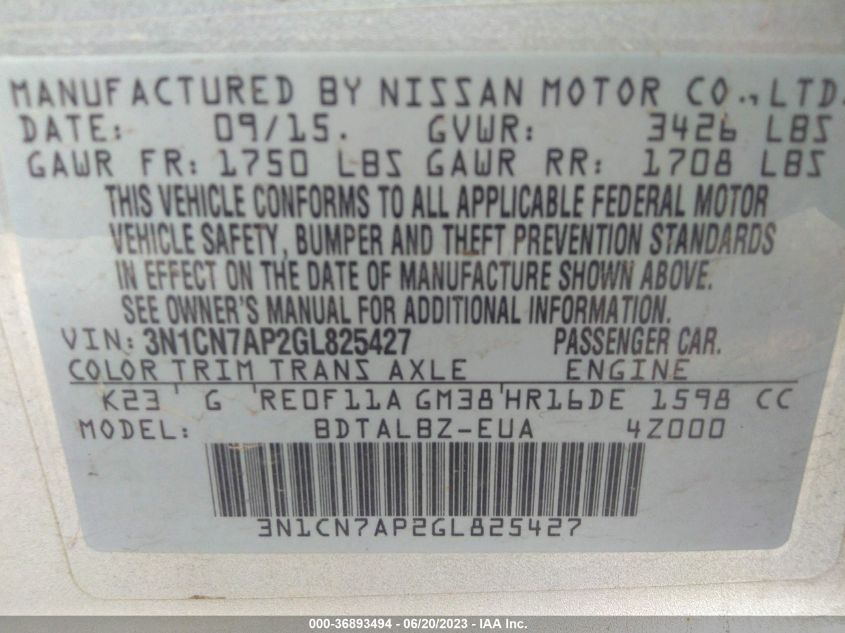 MANUFACTURED BY NISSAN MOTOR CO., LTD.
DATE: 09/15. GVWR: 3426 LBS
GAWR FR: 1750 LBS GAWR RR: 1708 LBS
THIS VEHICLE CONFORMS TO ALL APPLICABLE FEDERAL MOTOR
VEHICLE SAFETY, BUMPER AND THEFT PREVENTION STANDARDS
IN EFFECT ON THE DATE OF MANUFACTURE SHOWN ABOVE.
SEE OWNER'S MANUAL FOR ADDITIONAL INFORMATION.
VIN: 3N1CN7AP2GL825427 PASSENGER CAR.
COLOR TRIM TRANS AXLE ENGINE
K23 G RE0F11A GM38 HR16DE 1598 CC
MODEL: BDTALBZ-EUA 4Z000
3N1CN7AP2GL825427
000-36893494 - 06/20/2023 - IAA Inc.